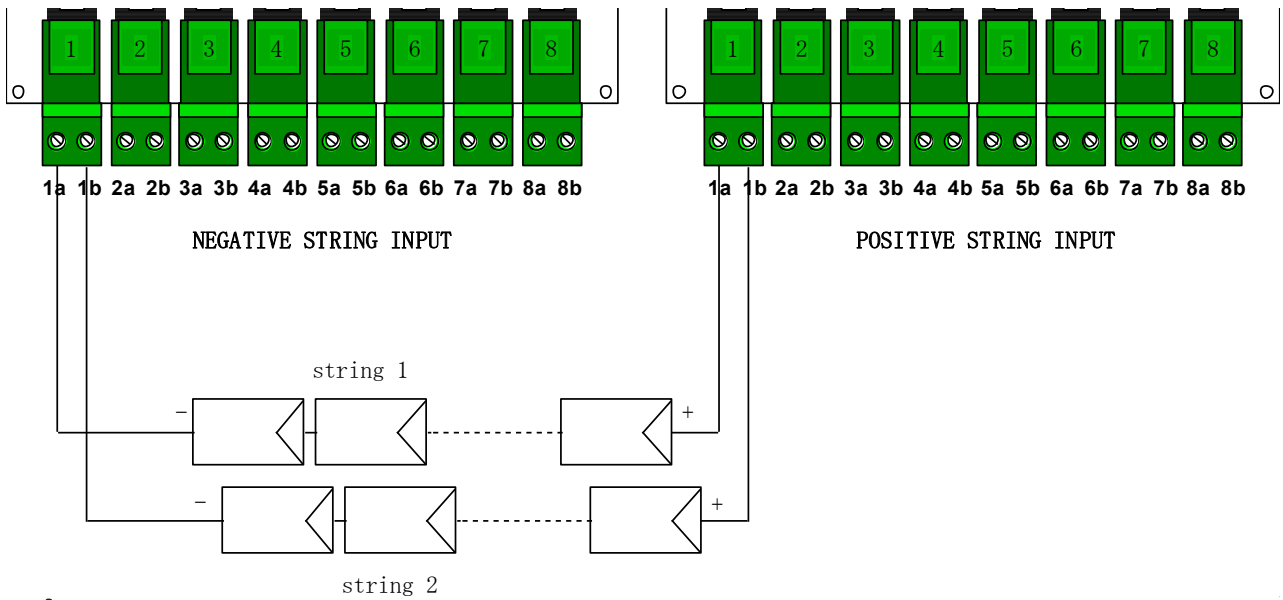 1 2 3 4 5 6 7 8 1 2 3 4 5 6 7 8
1a 1b 2a 2b 3a 3b 4a 4b 5a 5b 6a 6b 7a 7b 8a 8b 1a 1b 2a 2b 3a 3b 4a 4b 5a 5b 6a 6b 7a 7b 8a 8b
NEGATIVE STRING INPUT POSITIVE STRING INPUT
string 1
- +
- +
string 2